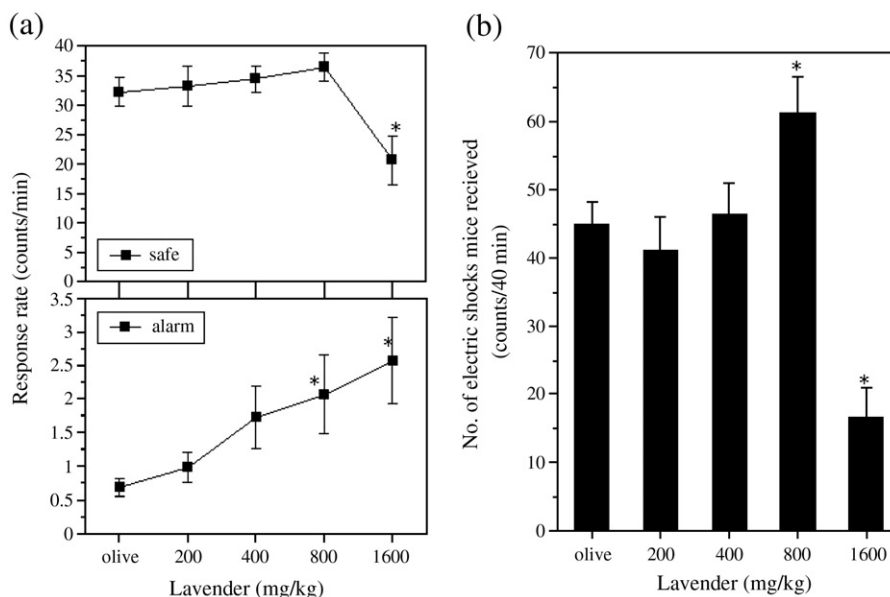 (a)
Response rate (counts/min)
40
35
30
25
20
15
10
5
0
safe
*
3.5
3
2.5
2
1.5
1
0.5
0
alarm
*
*
olive 200 400 800 1600
Lavender (mg/kg)
(b)
No. of electric shocks mice recieved
(counts/40 min)
70
60
50
40
30
20
10
0
*
*
olive 200 400 800 1600
Lavender (mg/kg)